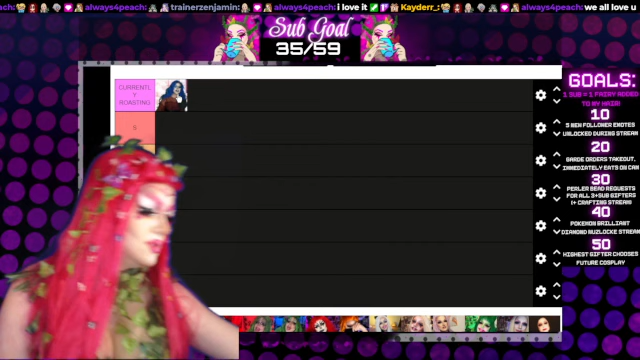 always4peach:
trainerzenjamin:
always4peach: i love it
Kayderr_:
always4peach: we all love u
Sub Goal
35/59
GOALS:
1 SUB = 1 FAIRY ADDED
TO MY HAIR!
10
5 NEW FOLLOWER EMOTES
UNLOCKED DURING STREAM
20
GARDE ORDERS TAKEOUT,
IMMEDIATELY EATS ON CAM
30
PERLER BEAD REQUESTS
FOR ALL 3+SUB GIFTERS
(+ CRAFTING STREAM)
40
POKEMON BRILLIANT
DIAMOND NUZLOCKE STREAM
50
HIGHEST GIFTER CHOOSES
FUTURE COSPLAY
CURRENTL
Y
ROASTING
S